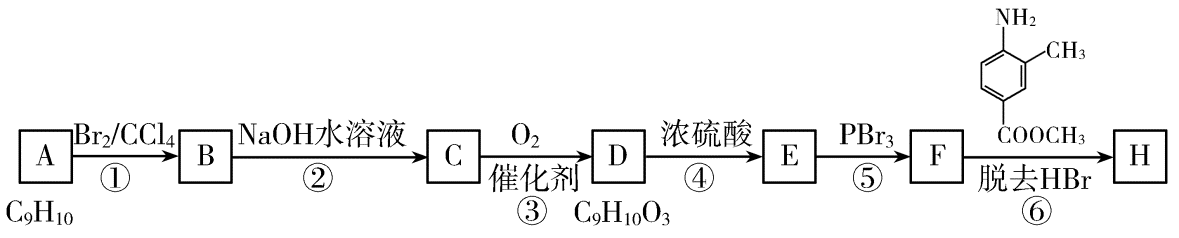 NH₂
CH₃
COOCH₃
A Br₂/CCl₄ ① B NaOH水溶液 ② C O₂ 催化剂 ③ D 浓硫酸 ④ E PBr₃ ⑤ F 脱去HBr ⑥ H
C₉H₁₀ C₉H₁₀O₃